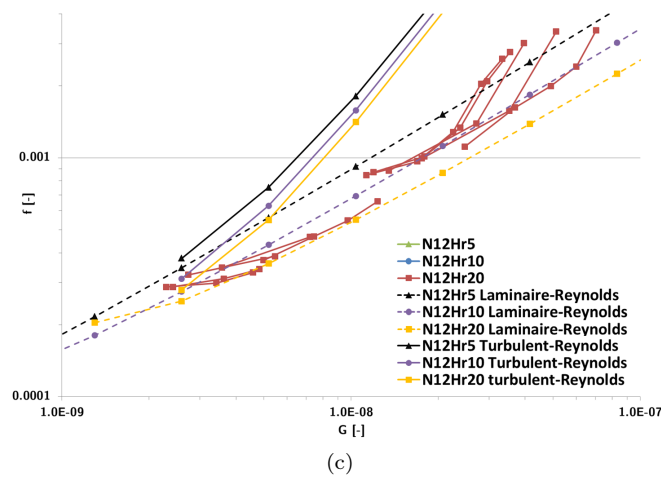 0.001
f [-]
N12Hr5
N12Hr10
N12Hr20
N12Hr5 Laminaire-Reynolds
N12Hr10 Laminaire-Reynolds
N12Hr20 Laminaire-Reynolds
N12Hr5 Turbulent-Reynolds
N12Hr10 Turbulent-Reynolds
N12Hr20 turbulent-Reynolds
0.0001
1.0E-09
1.0E-08
1.0E-07
G [-]
(c)